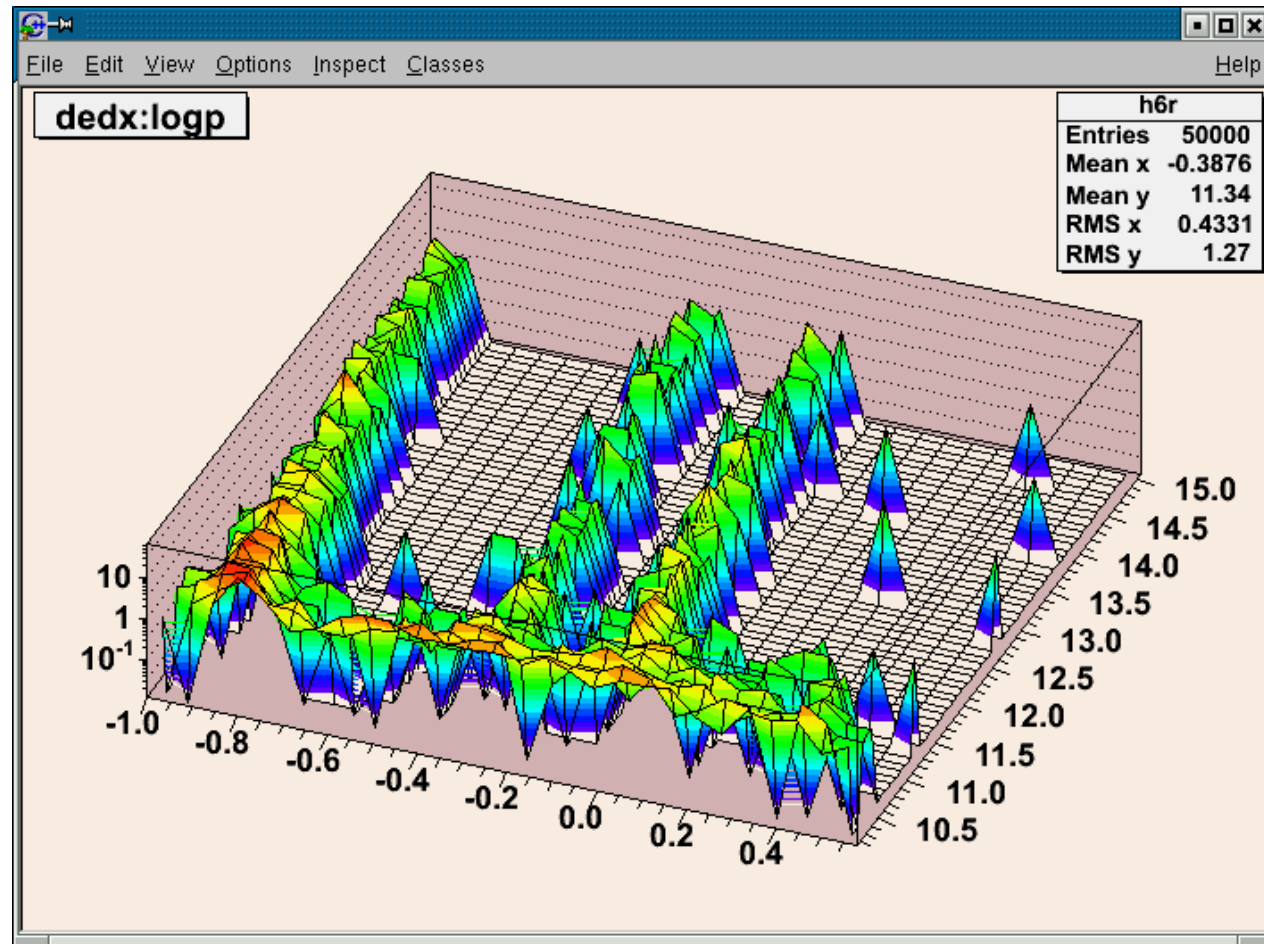 File Edit View Options Inspect Classes Help
dedx:logp
h6r
Entries 50000
Mean x -0.3876
Mean y 11.34
RMS x 0.4331
RMS y 1.27
10
1
10-1
-1.0
-0.8
-0.6
-0.4
-0.2
0.0
0.2
0.4
15.0
14.5
14.0
13.5
13.0
12.5
12.0
11.5
11.0
10.5